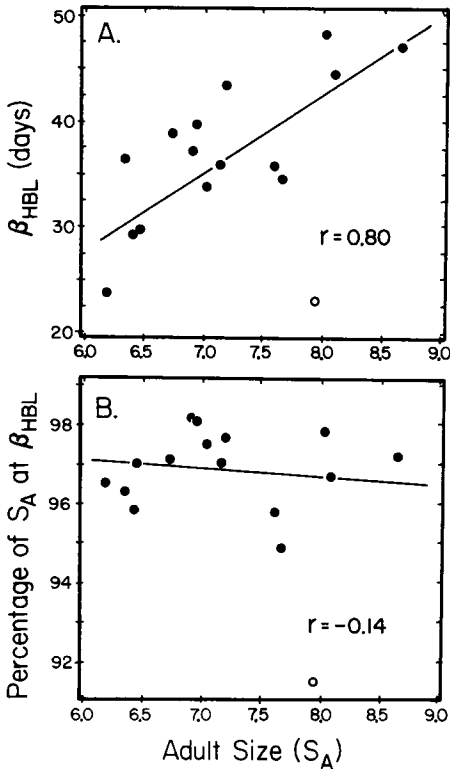 A.
50
40
30
20
β_HBL (days)
r = 0.80
6.0 6.5 7.0 7.5 8.0 8.5 9.0
B.
98
96
94
92
Percentage of S_A at β_HBL
r = -0.14
6.0 6.5 7.0 7.5 8.0 8.5 9.0
Adult Size (S_A)